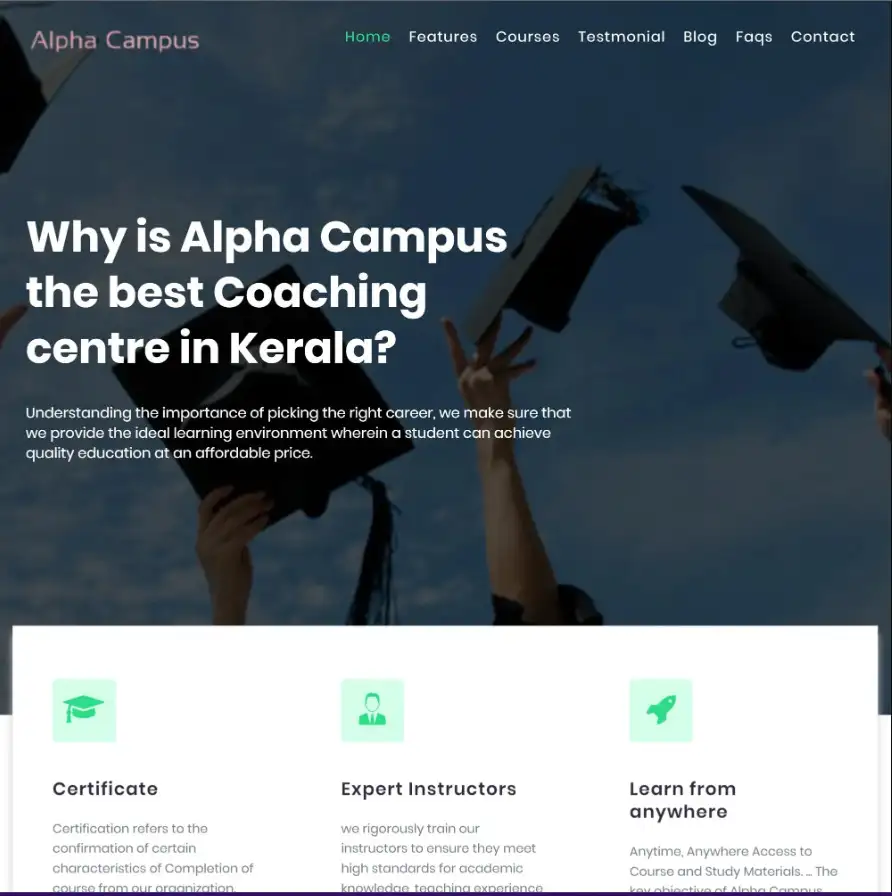 Alpha Campus
Home Features Courses Testmonial Blog Faqs Contact
Why is Alpha Campus
the best Coaching
centre in Kerala?
Understanding the importance of picking the right career, we make sure that
we provide the ideal learning environment wherein a student can achieve
quality education at an affordable price.
Certificate
Certification refers to the
confirmation of certain
characteristics of Completion of
course from our organization.
Expert Instructors
we rigorously train our
instructors to ensure they meet
high standards for academic
knowledge, teaching experience
Learn from
anywhere
Anytime, Anywhere Access to
Course and Study Materials. ... The
key objective of Alpha Campus